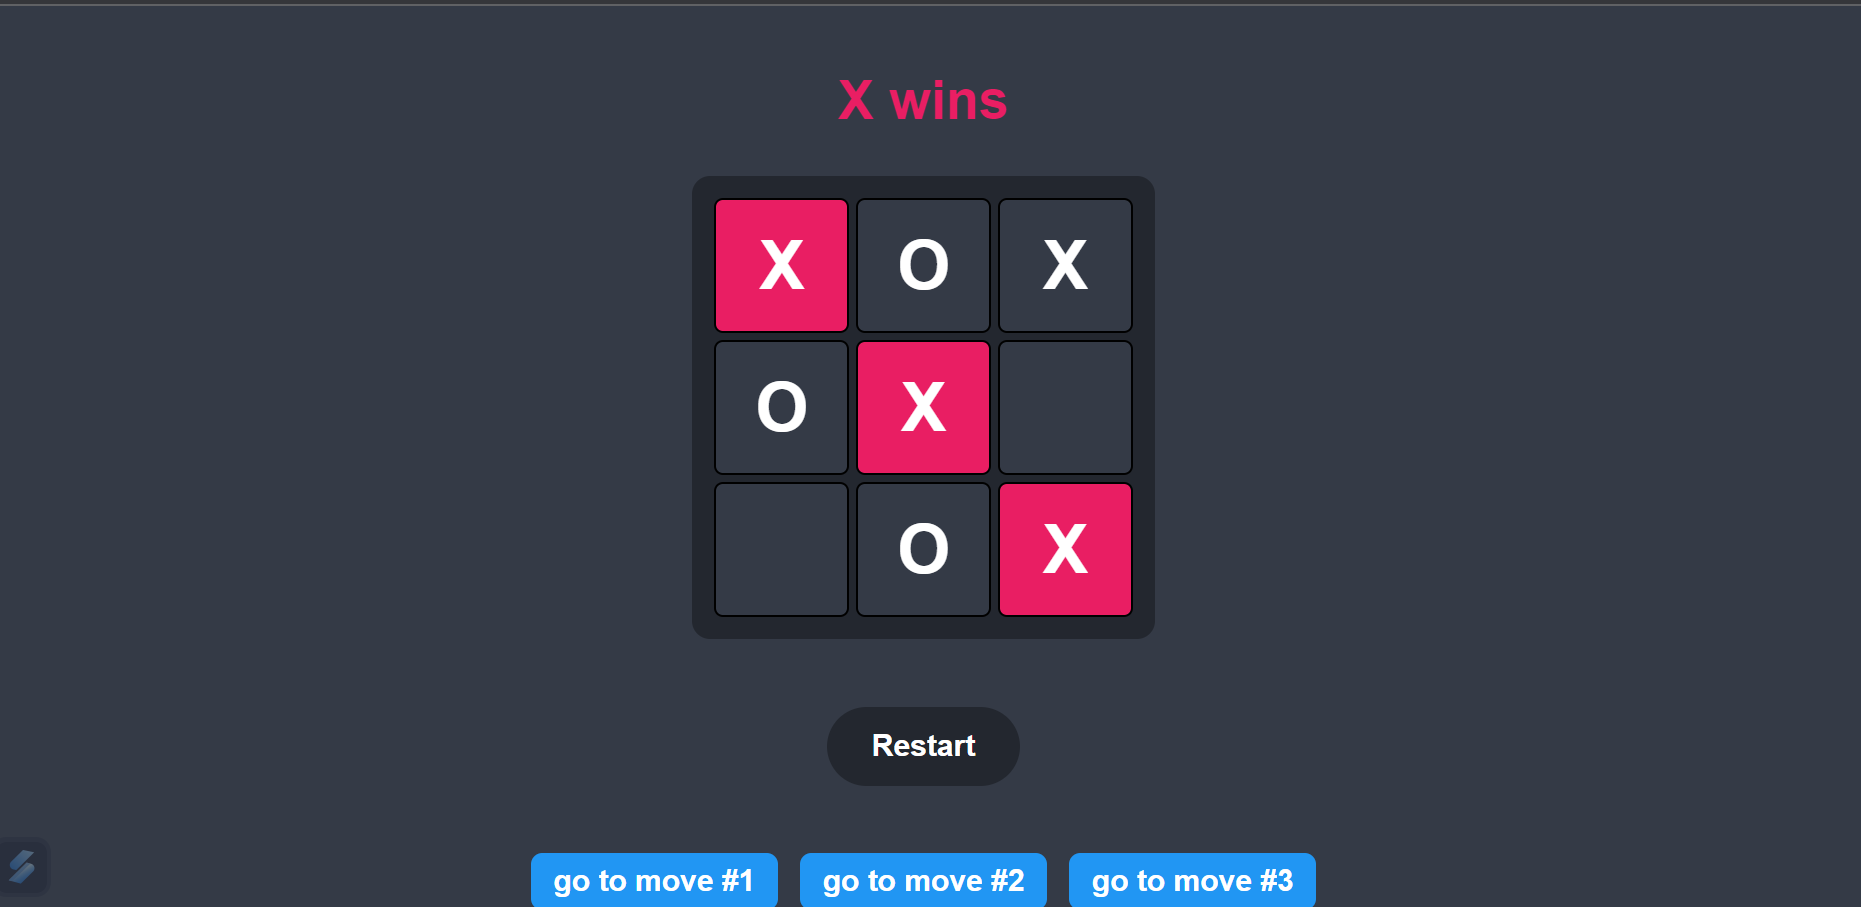 X wins
X O X
O X
O X
Restart
go to move #1 go to move #2 go to move #3